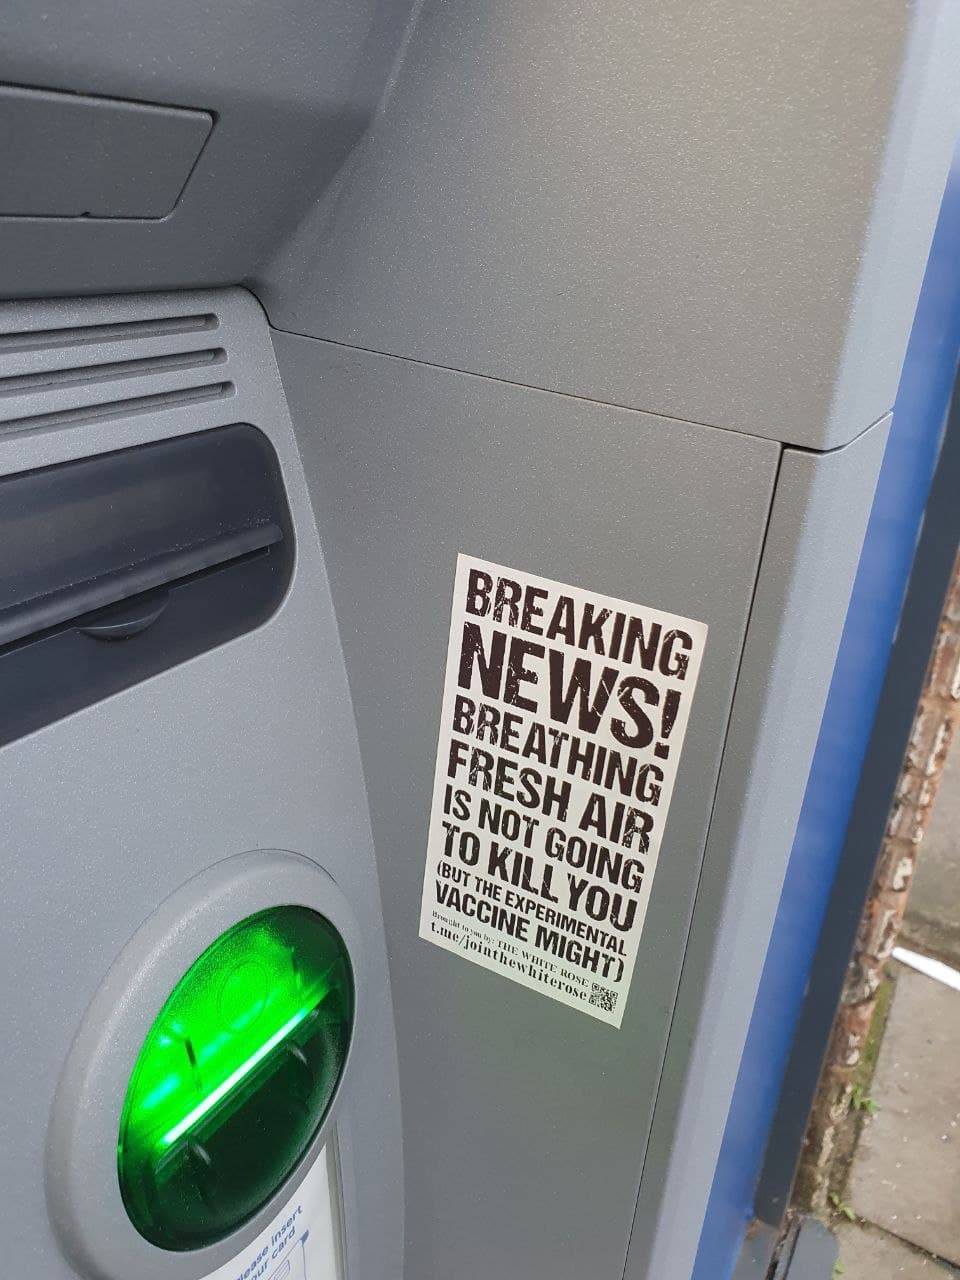 BREAKING
NEWS!
BREATHING
FRESH AIR
IS NOT GOING
TO KILL YOU
(BUT THE EXPERIMENTAL
VACCINE MIGHT)
Brought to you by: THE WHITE ROSE
t.me/jointhewhiterose
Please insert
your card